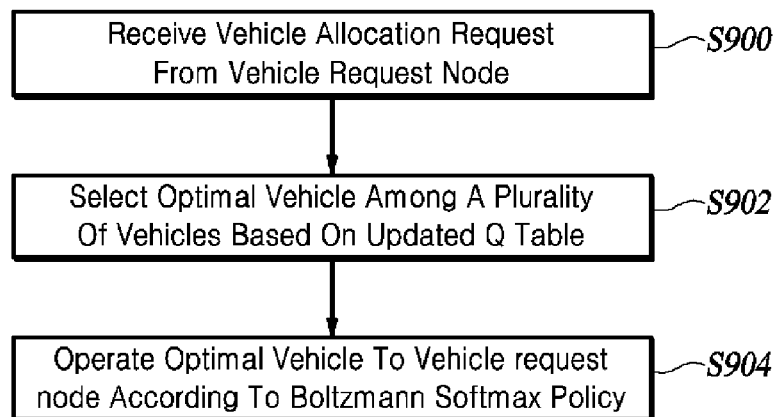 Receive Vehicle Allocation Request
From Vehicle Request Node
S900
Select Optimal Vehicle Among A Plurality
Of Vehicles Based On Updated Q Table
S902
Operate Optimal Vehicle To Vehicle request
node According To Boltzmann Softmax Policy
S904